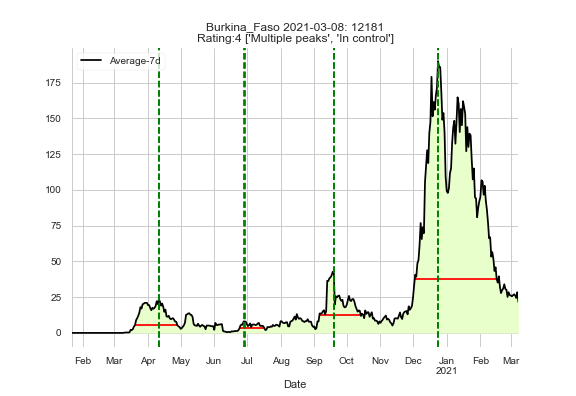 Burkina_Faso 2021-03-08: 12181
Rating:4 ['Multiple peaks', 'In control']
Average-7d
175
150
125
100
75
50
25
0
Feb Mar Apr May Jun Jul Aug Sep Oct Nov Dec Jan Feb Mar
2021
Date